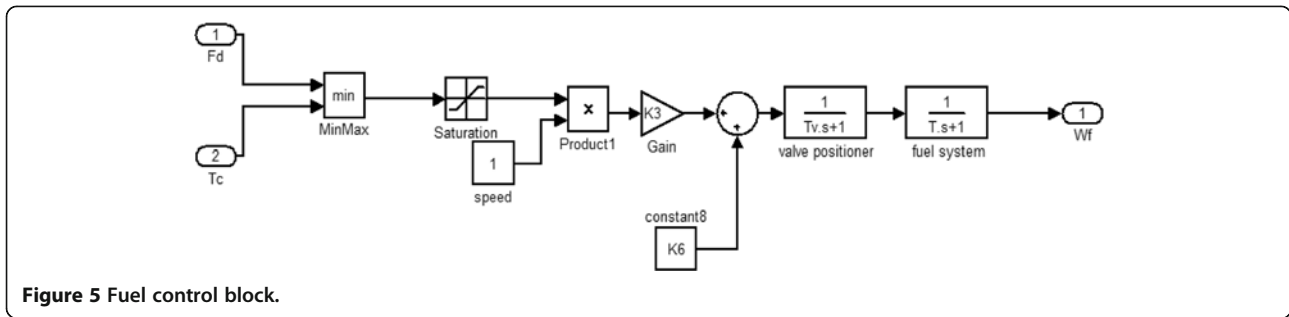 1
Fd
2
Tc
min
MinMax
Saturation
1
speed
x
Product1
K3
Gain
+
+
constant8
K6
1
Tv.s+1
valve positioner
1
T.s+1
fuel system
1
Wf
Figure 5 Fuel control block.